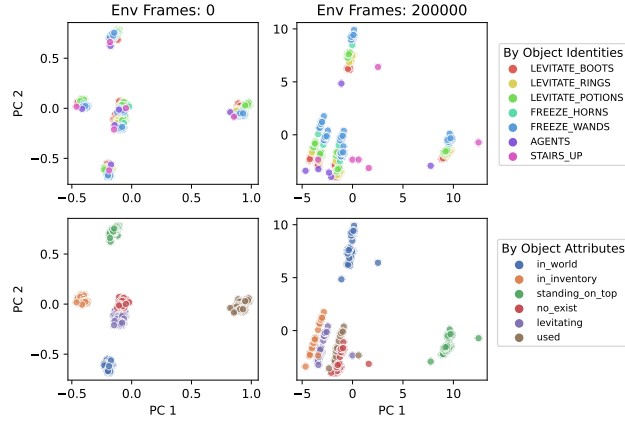 Env Frames: 0
Env Frames: 200000
PC 2
0.5
0.0
−0.5
10
5
0
−0.5
0.0
0.5
1.0
−5
0
5
10
By Object Identities
LEVITATE_BOOTS
LEVITATE_RINGS
LEVITATE_POTIONS
FREEZE_HORNS
FREEZE_WANDS
AGENTS
STAIRS_UP
PC 2
0.5
0.0
−0.5
10
5
0
−0.5
0.0
0.5
1.0
−5
0
5
10
PC 1
PC 1
By Object Attributes
in_world
in_inventory
standing_on_top
no_exist
levitating
used